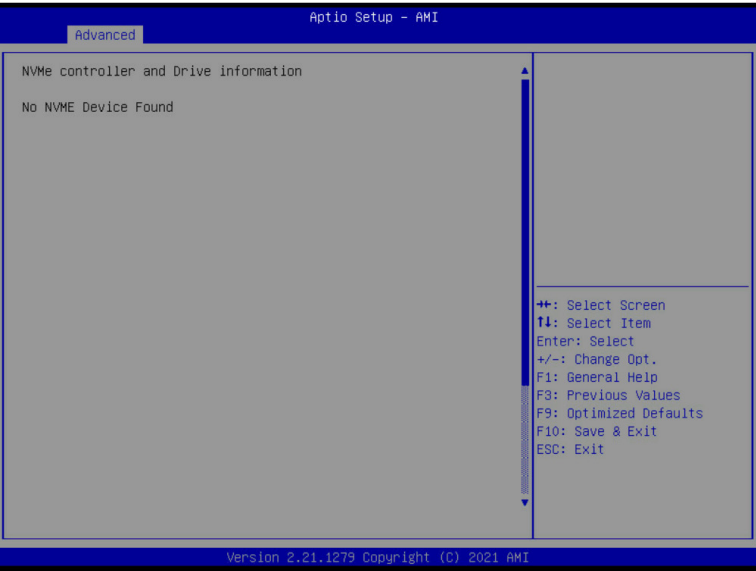 Aptio Setup - AMI
Advanced
NVMe controller and Drive information
No NVME Device Found
→←: Select Screen
↑↓: Select Item
Enter: Select
+/-: Change Opt.
F1: General Help
F3: Previous Values
F9: Optimized Defaults
F10: Save & Exit
ESC: Exit
Version 2.21.1279 Copyright (C) 2021 AMI